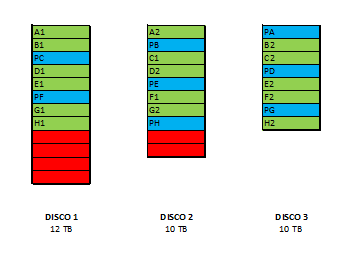 A1 A2 PA
B1 PB B2
PC C1 C2
D1 D2 PD
E1 PE E2
PF F1 F2
G1 G2 PG
H1 PH H2
DISCO 1 DISCO 2 DISCO 3
12 TB 10 TB 10 TB